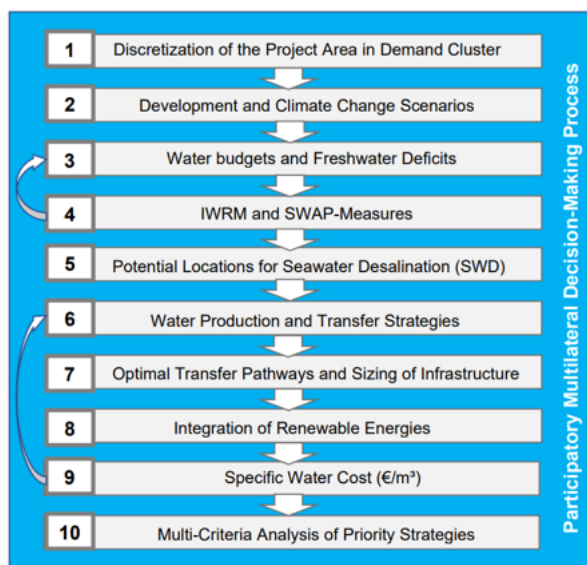 1 Discretization of the Project Area in Demand Cluster
2 Development and Climate Change Scenarios
3 Water budgets and Freshwater Deficits
4 IWRM and SWAP-Measures
5 Potential Locations for Seawater Desalination (SWD)
6 Water Production and Transfer Strategies
7 Optimal Transfer Pathways and Sizing of Infrastructure
8 Integration of Renewable Energies
9 Specific Water Cost (€/m³)
10 Multi-Criteria Analysis of Priority Strategies
Participatory Multilateral Decision-Making Process